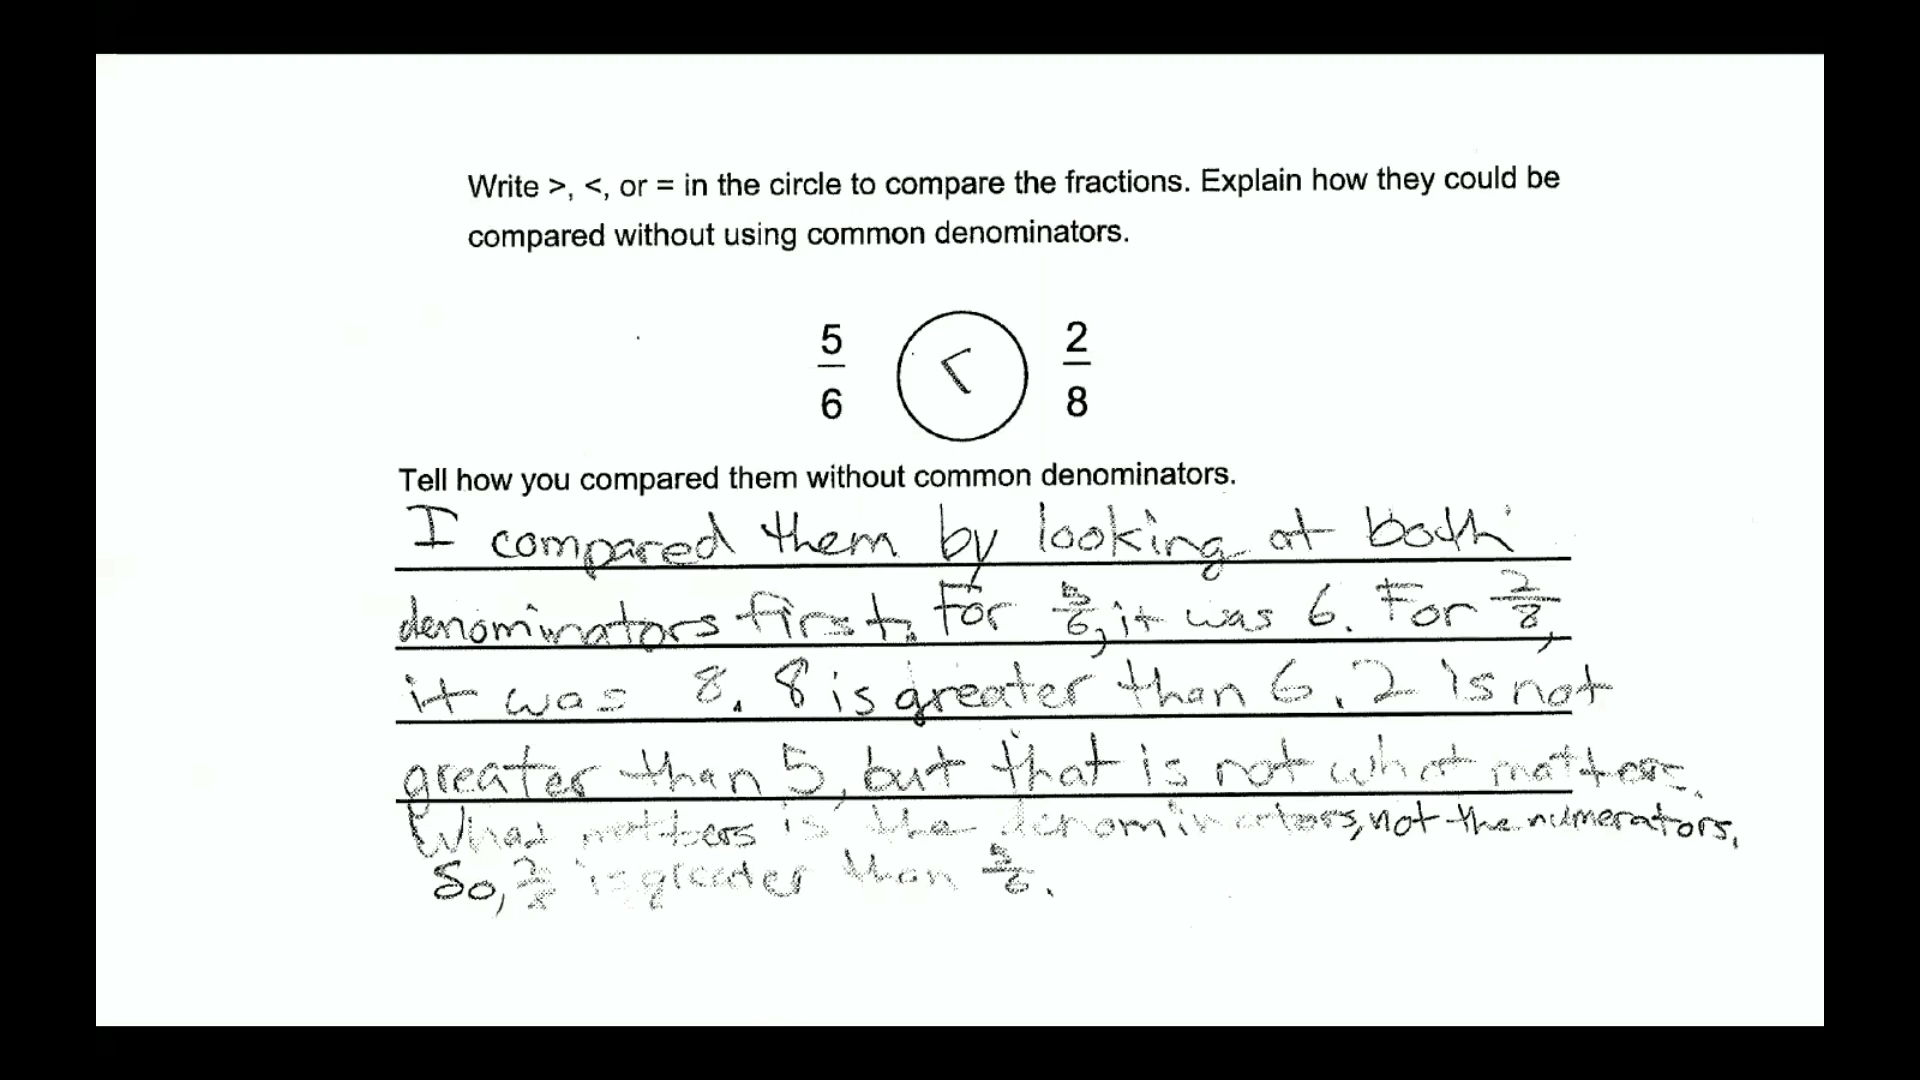 Write >, <, or = in the circle to compare the fractions. Explain how they could be
compared without using common denominators.
5/6 < 2/8
Tell how you compared them without common denominators.
I compared them by looking at both
denominators first. For 5/6, it was 6. For 2/8,
it was 8. 8 is greater than 6. 2 is not
greater than 5, but that is not what matters.
What matters is the denominators, not the numerators.
So, 2/8 is greater than 5/6.